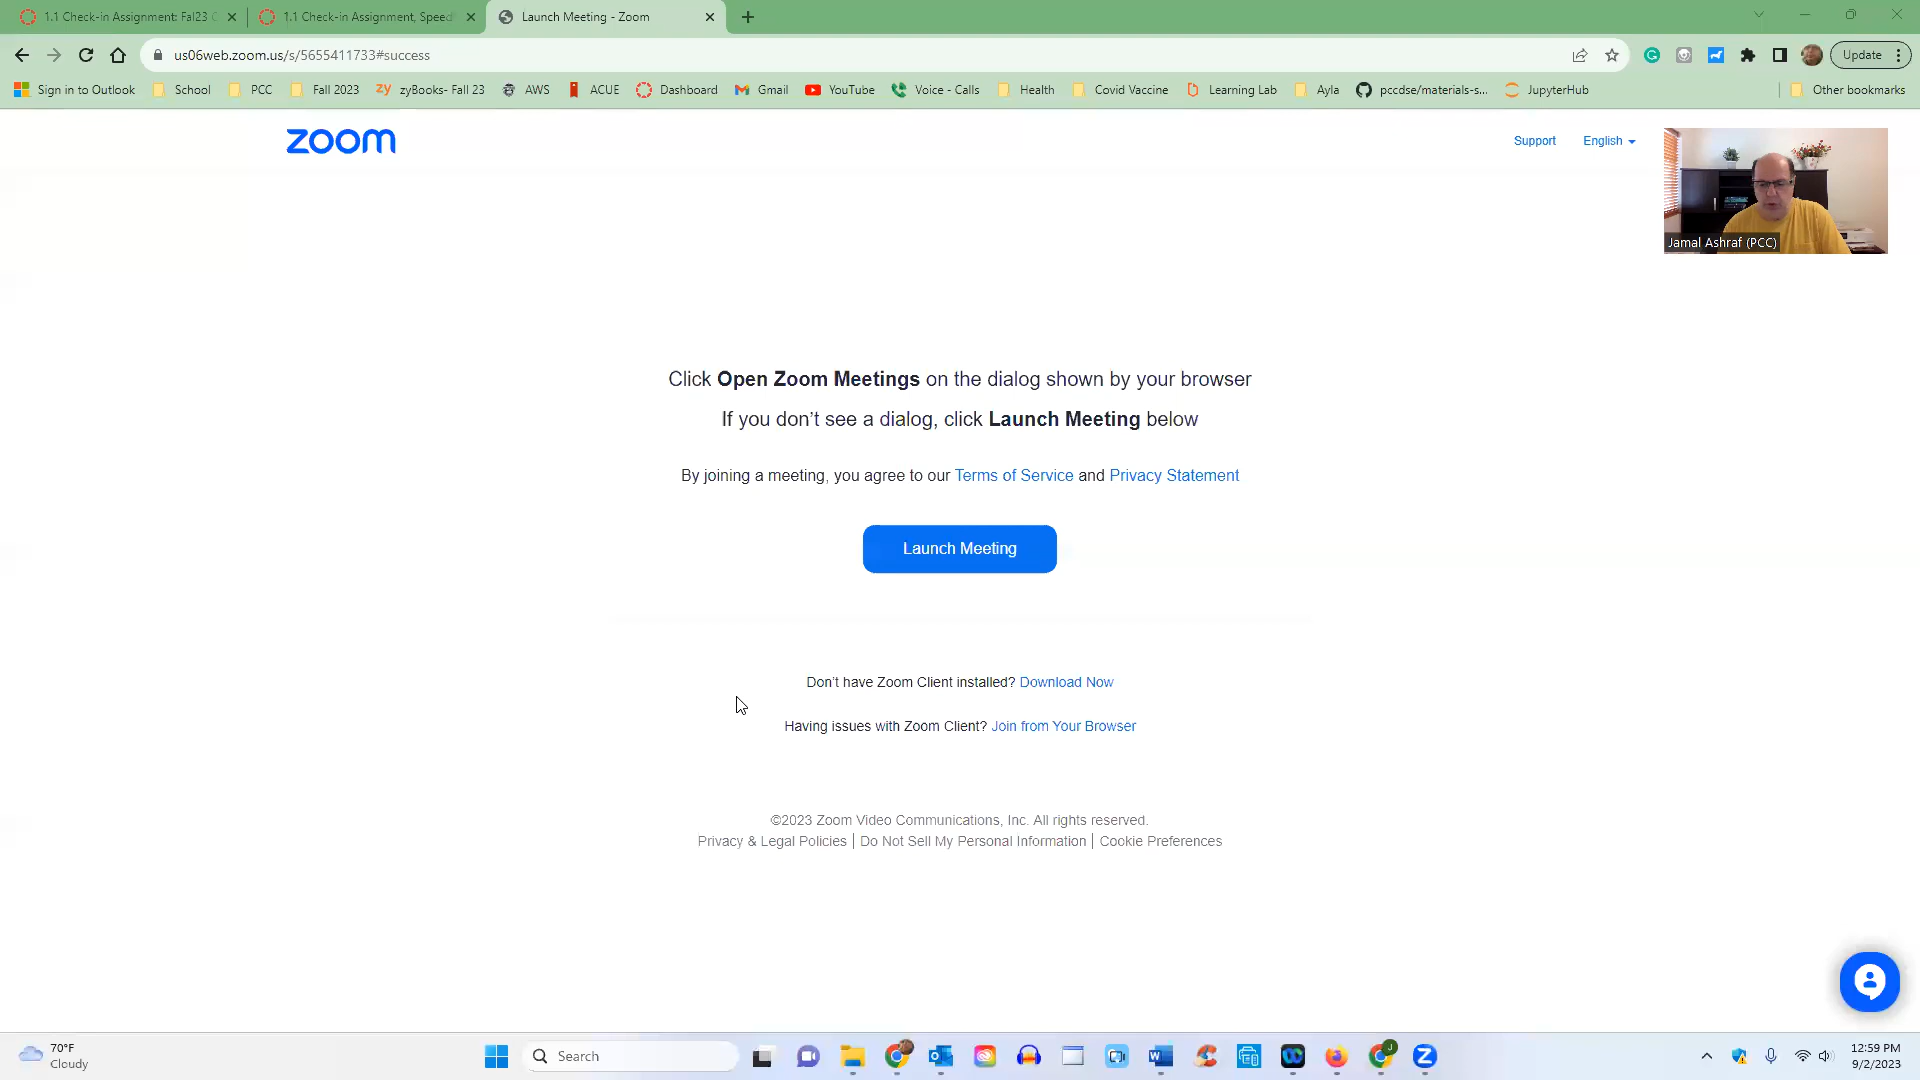 1.1 Check-in Assignment: Fal23 C
1.1 Check-in Assignment, Speed
Launch Meeting - Zoom
us06web.zoom.us/s/5655411733#success
Update
Sign in to Outlook
School
PCC
Fall 2023
zyBooks- Fall 23
AWS
ACUE
Dashboard
Gmail
YouTube
Voice - Calls
Health
Covid Vaccine
Learning Lab
Ayla
pccdse/materials-s...
JupyterHub
Other bookmarks
zoom
Support
English
Jamal Ashraf (PCC)
Click Open Zoom Meetings on the dialog shown by your browser
If you don’t see a dialog, click Launch Meeting below
By joining a meeting, you agree to our Terms of Service and Privacy Statement
Launch Meeting
Don’t have Zoom Client installed? Download Now
Having issues with Zoom Client? Join from Your Browser
©2023 Zoom Video Communications, Inc. All rights reserved.
Privacy & Legal Policies | Do Not Sell My Personal Information | Cookie Preferences
70°F
Cloudy
Search
12:59 PM
9/2/2023